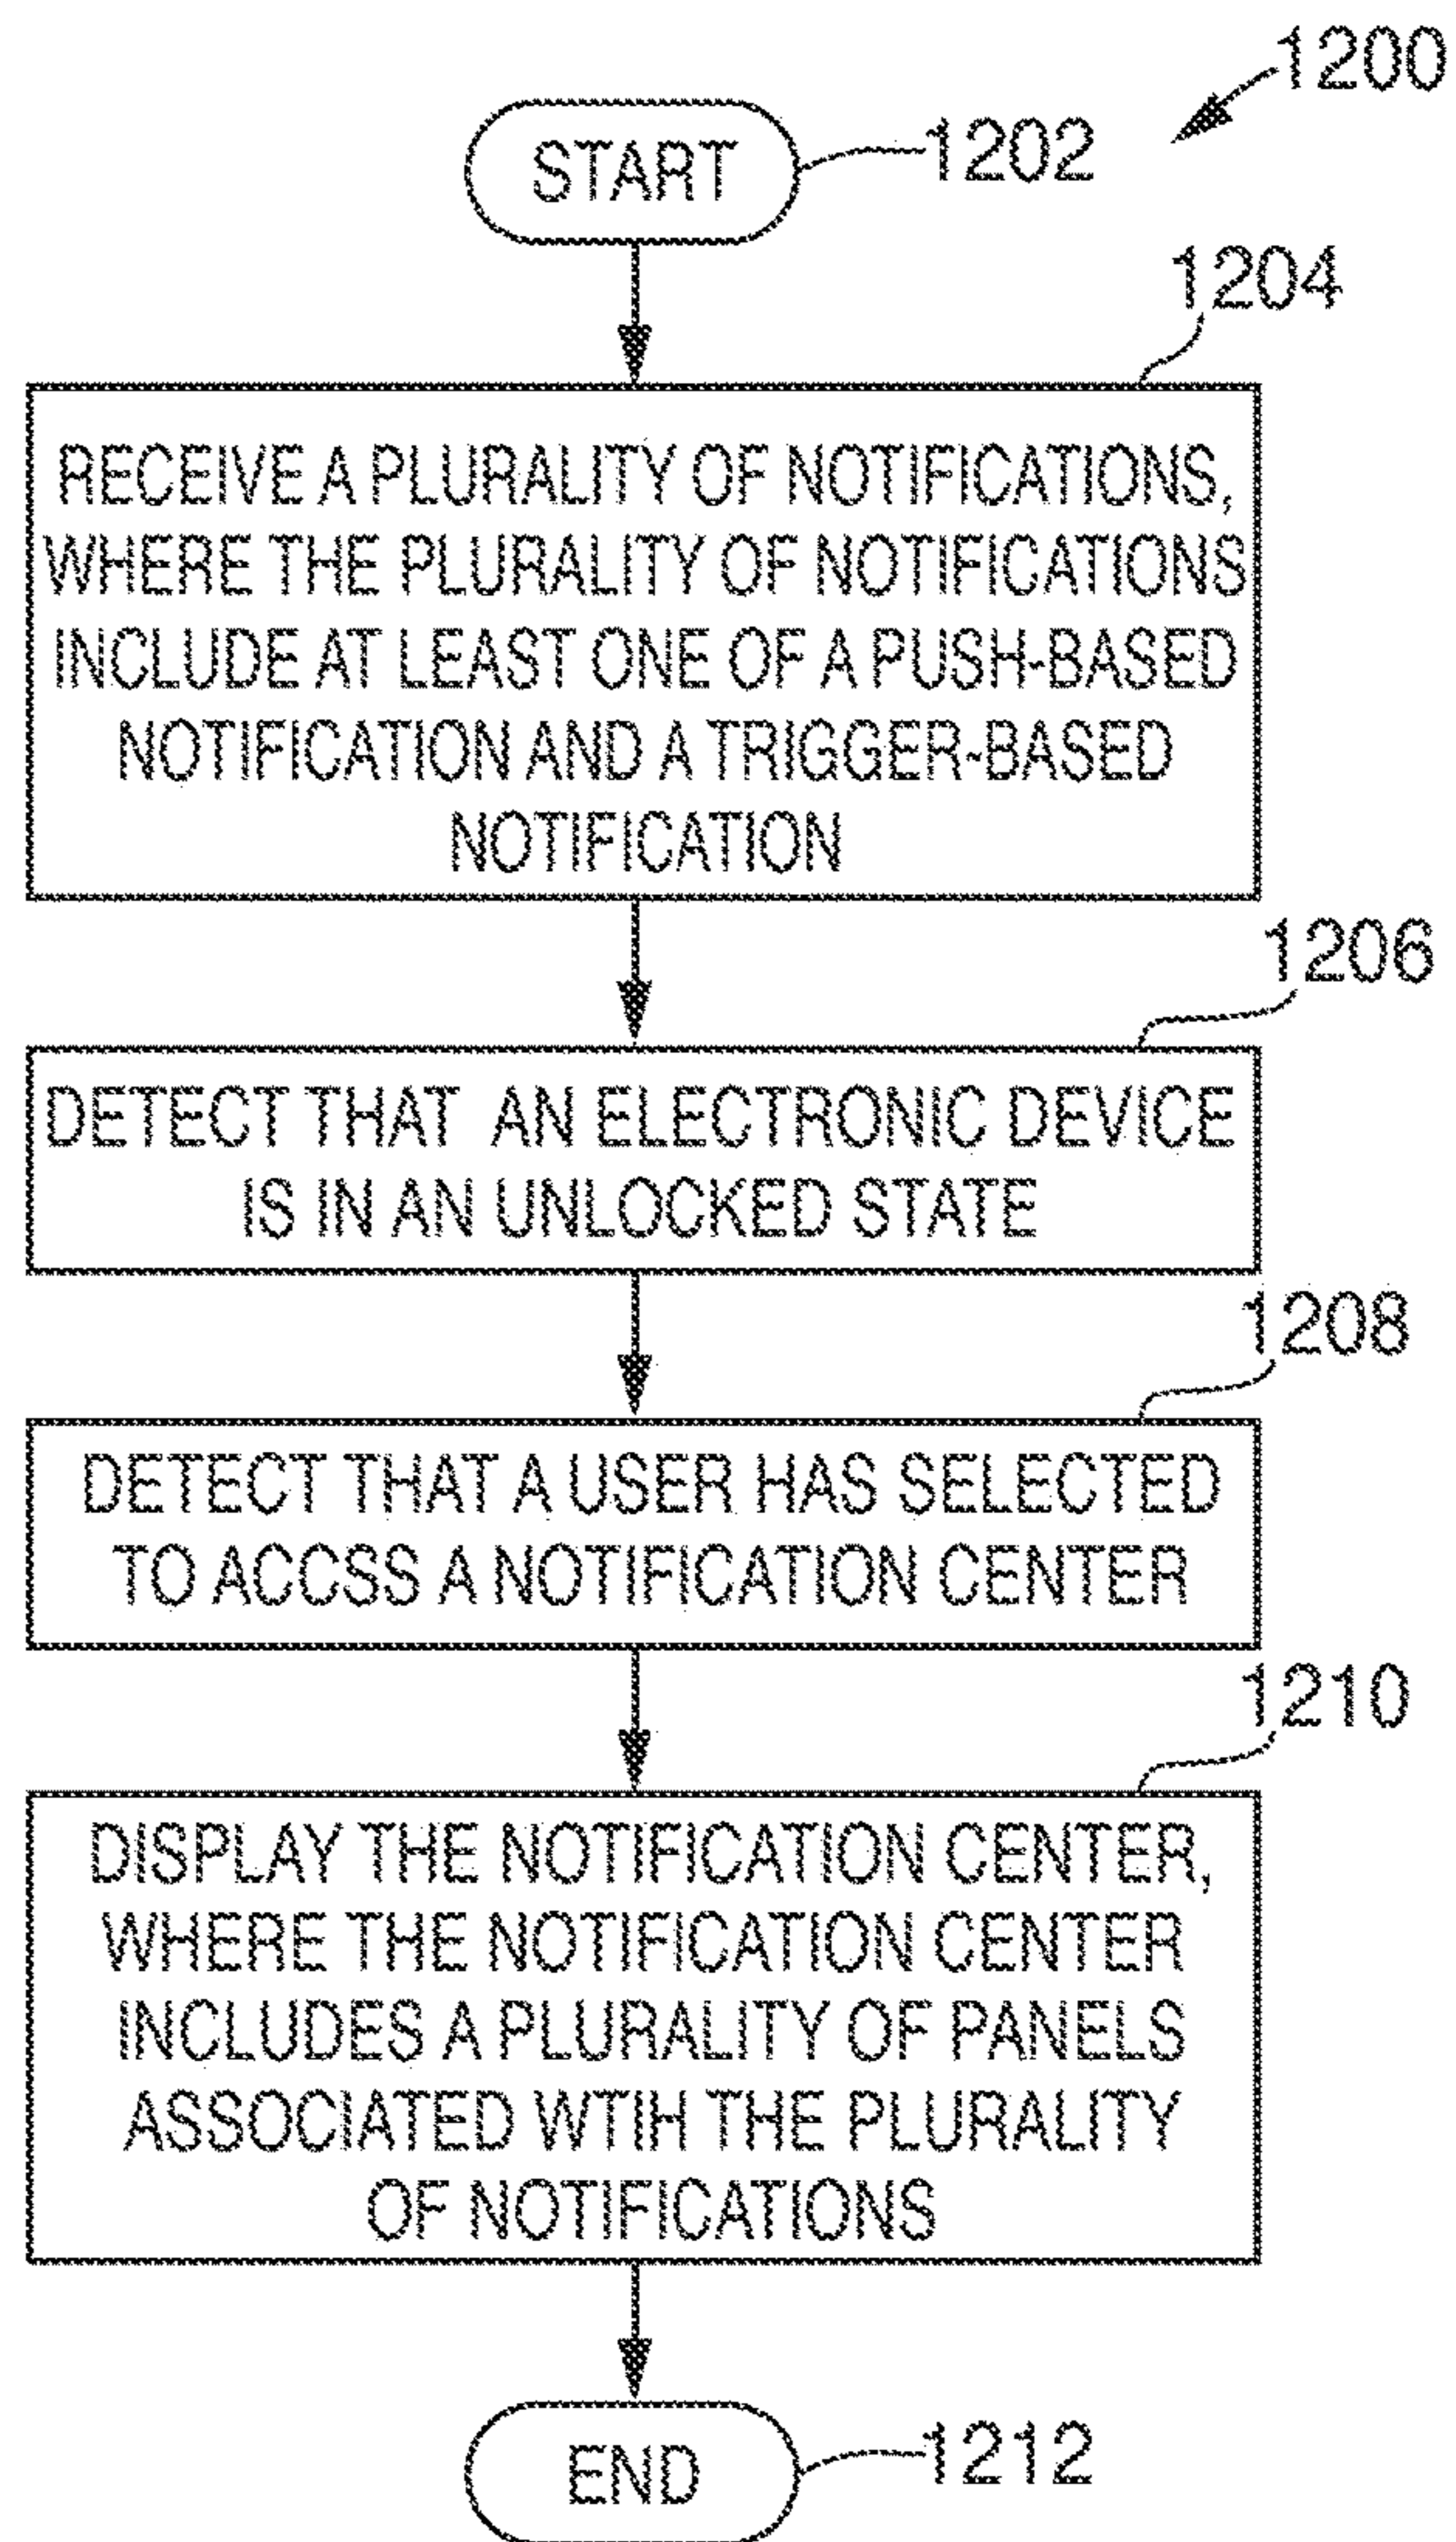 1200
START
1202
1204
RECEIVE A PLURALITY OF NOTIFICATIONS,
WHERE THE PLURALITY OF NOTIFICATIONS
INCLUDE AT LEAST ONE OF A PUSH-BASED
NOTIFICATION AND A TRIGGER-BASED
NOTIFICATION
1206
DETECT THAT AN ELECTRONIC DEVICE
IS IN AN UNLOCKED STATE
1208
DETECT THAT A USER HAS SELECTED
TO ACCSS A NOTIFICATION CENTER
1210
DISPLAY THE NOTIFICATION CENTER,
WHERE THE NOTIFICATION CENTER
INCLUDES A PLURALITY OF PANELS
ASSOCIATED WTIH THE PLURALITY
OF NOTIFICATIONS
END
1212